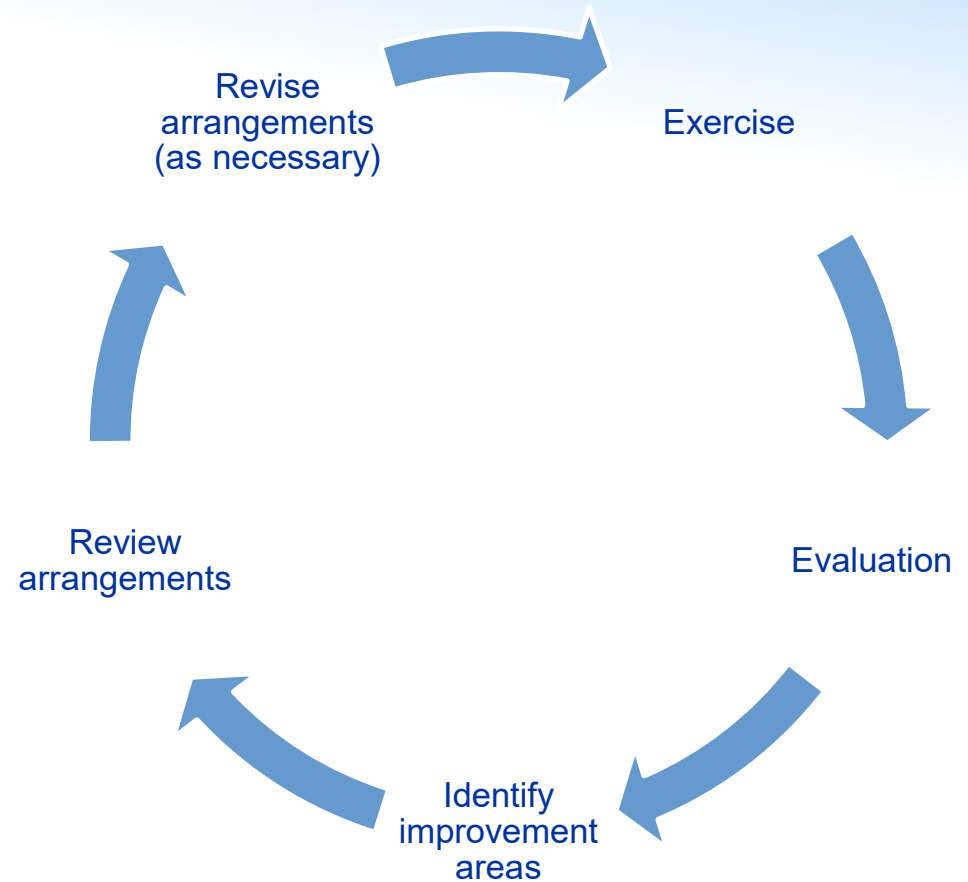 Revise
arrangements
(as necessary)
Exercise
Evaluation
Identify
improvement
areas
Review
arrangements